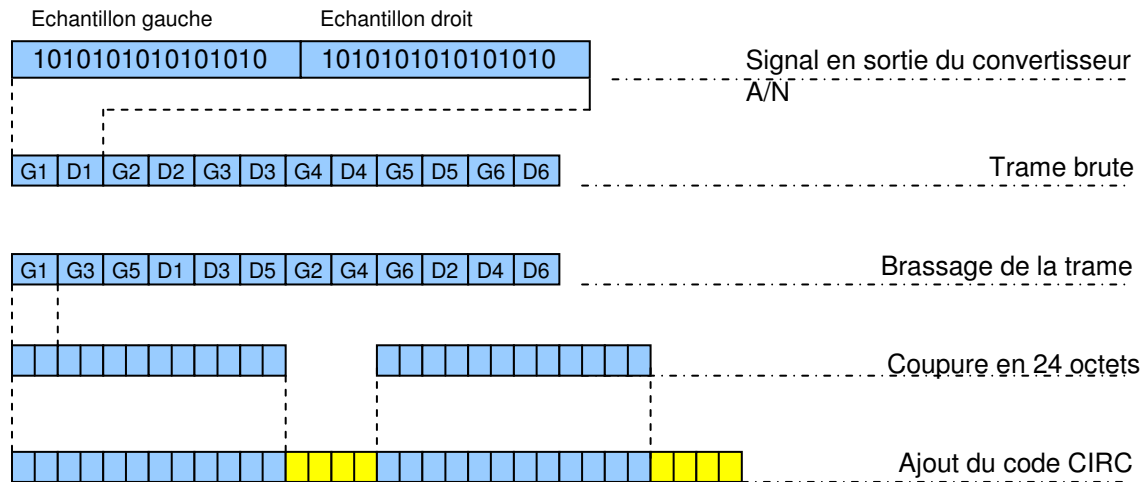 Echantillon gauche Echantillon droit
1010101010101010 1010101010101010
Signal en sortie du convertisseur
A/N
G1 D1 G2 D2 G3 D3 G4 D4 G5 D5 G6 D6
Trame brute
G1 G3 G5 D1 D3 D5 G2 G4 G6 D2 D4 D6
Brassage de la trame
Coupure en 24 octets
Ajout du code CIRC